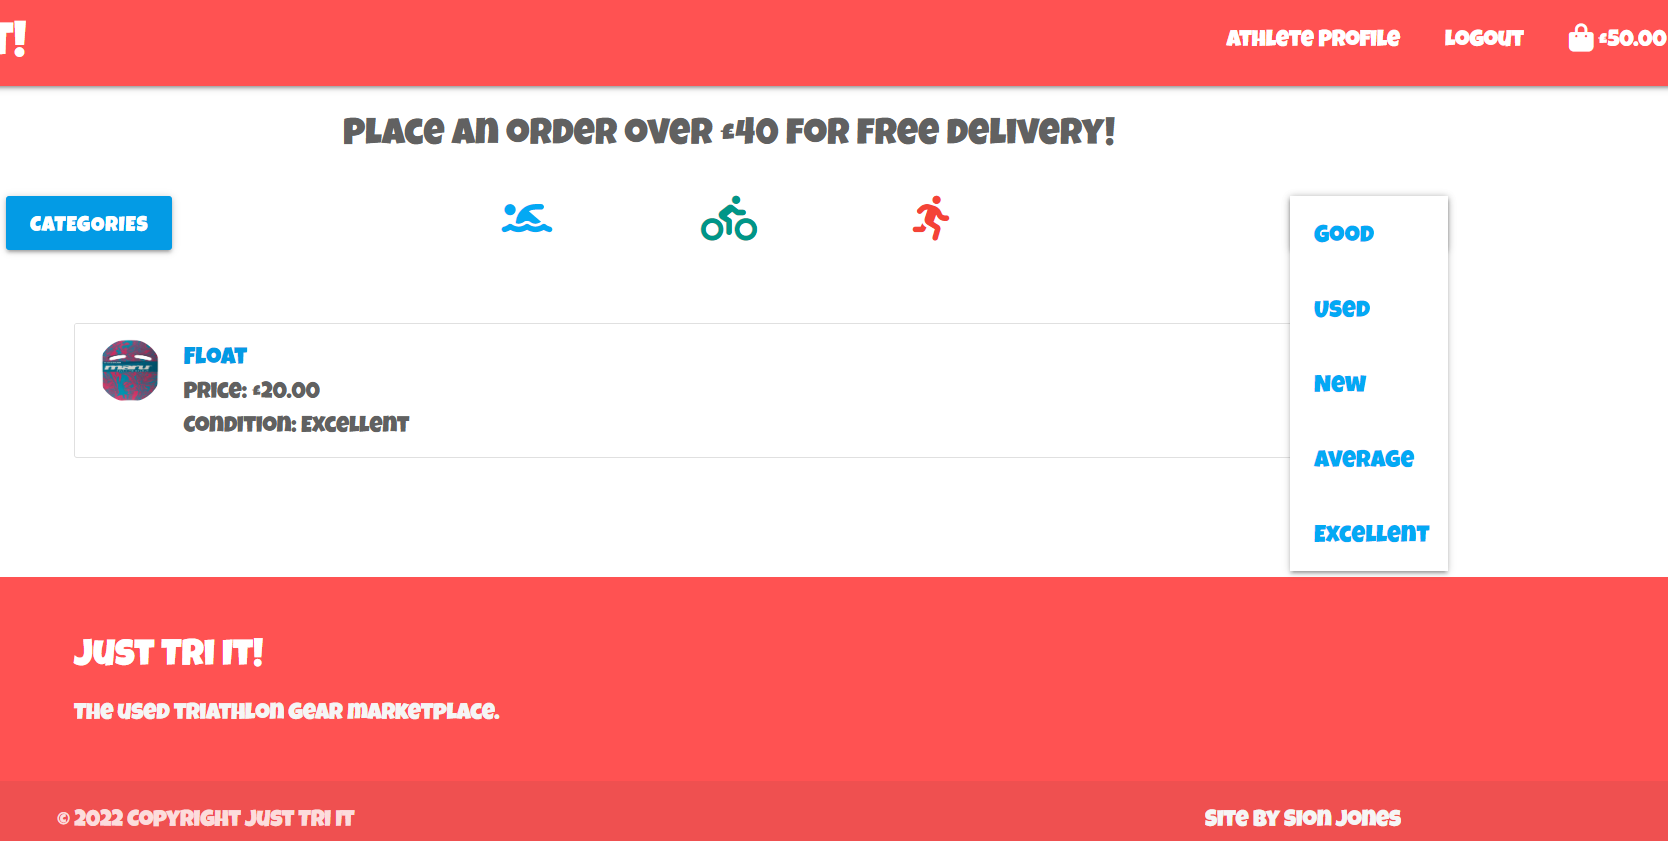 T!
Athlete Profile
Logout
£50.00
Place an order over £40 for free delivery!
CATEGORIES
Good
Used
New
Average
Excellent
Float
Price: £20.00
Condition: Excellent
maru
Just Tri It!
The used triathlon gear marketplace.
© 2022 Copyright Just Tri It
Site by Sion Jones